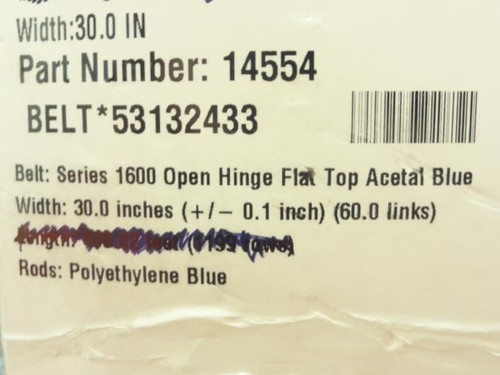 Width:30.0 IN
Part Number: 14554
BELT*53132433
Belt: Series 1600 Open Hinge Flat Top Acetal Blue
Width: 30.0 inches (+/- 0.1 inch) (60.0 links)
Rods: Polyethylene Blue